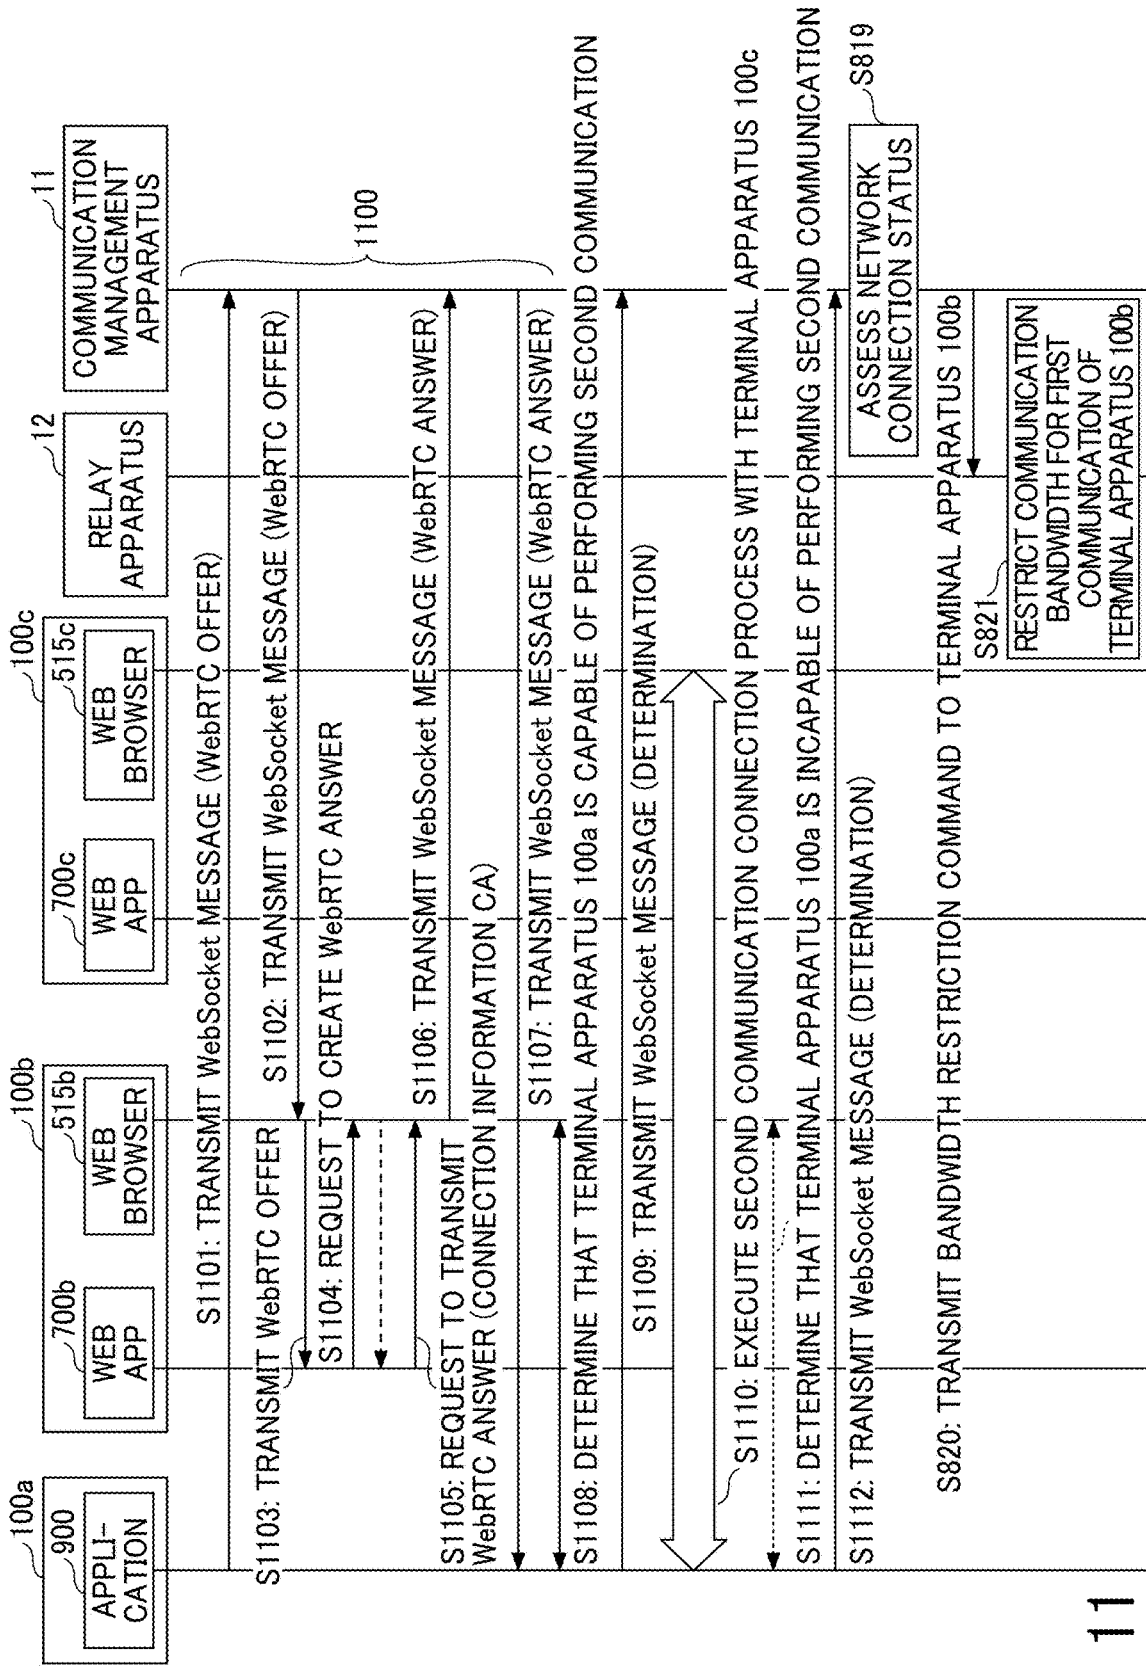 100a
900
APPLI-
CATION
100b
700b
WEB
APP
515b
WEB
BROWSER
100c
700c
WEB
APP
515c
WEB
BROWSER
12
RELAY
APPARATUS
11
COMMUNICATION
MANAGEMENT
APPARATUS
S1101: TRANSMIT WebSocket MESSAGE (WebRTC OFFER)
S1102: TRANSMIT WebSocket MESSAGE (WebRTC OFFER)
S1103: TRANSMIT WebRTC OFFER
S1104: REQUEST TO CREATE WebRTC ANSWER
1100
S1106: TRANSMIT WebSocket MESSAGE (WebRTC ANSWER)
S1105: REQUEST TO TRANSMIT
WebRTC ANSWER (CONNECTION INFORMATION CA)
S1107: TRANSMIT WebSocket MESSAGE (WebRTC ANSWER)
S1108: DETERMINE THAT TERMINAL APPARATUS 100a IS CAPABLE OF PERFORMING SECOND COMMUNICATION
S1109: TRANSMIT WebSocket MESSAGE (DETERMINATION)
S1110: EXECUTE SECOND COMMUNICATION CONNECTION PROCESS WITH TERMINAL APPARATUS 100c
S1111: DETERMINE THAT TERMINAL APPARATUS 100a IS INCAPABLE OF PERFORMING SECOND COMMUNICATION
S1112: TRANSMIT WebSocket MESSAGE (DETERMINATION)
S819
ASSESS NETWORK
CONNECTION STATUS
S820: TRANSMIT BANDWIDTH RESTRICTION COMMAND TO TERMINAL APPARATUS 100b
S821
RESTRICT COMMUNICATION
BANDWIDTH FOR FIRST
COMMUNICATION OF
TERMINAL APPARATUS 100b
11